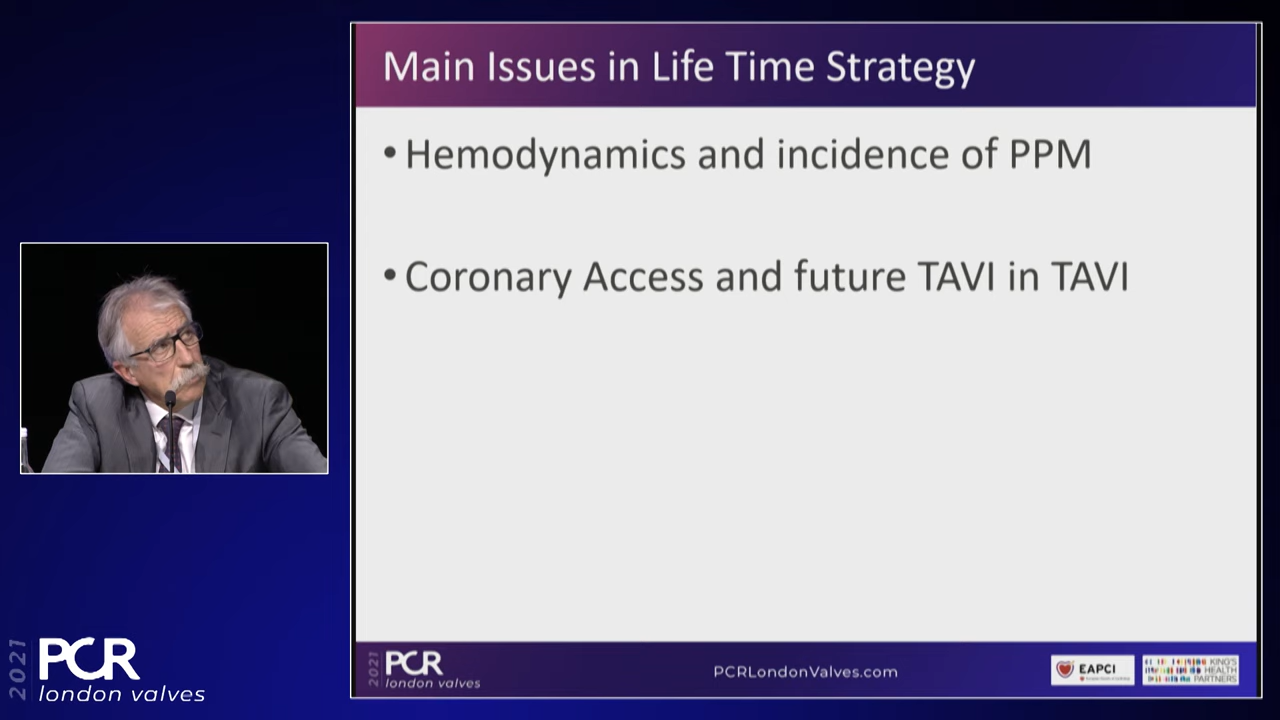 Main Issues in Life Time Strategy
• Hemodynamics and incidence of PPM
• Coronary Access and future TAVI in TAVI
2021
PCR
london valves
2021
PCR
london valves
PCRLondonValves.com
EAPCI
KING'S
HEALTH
PARTNERS